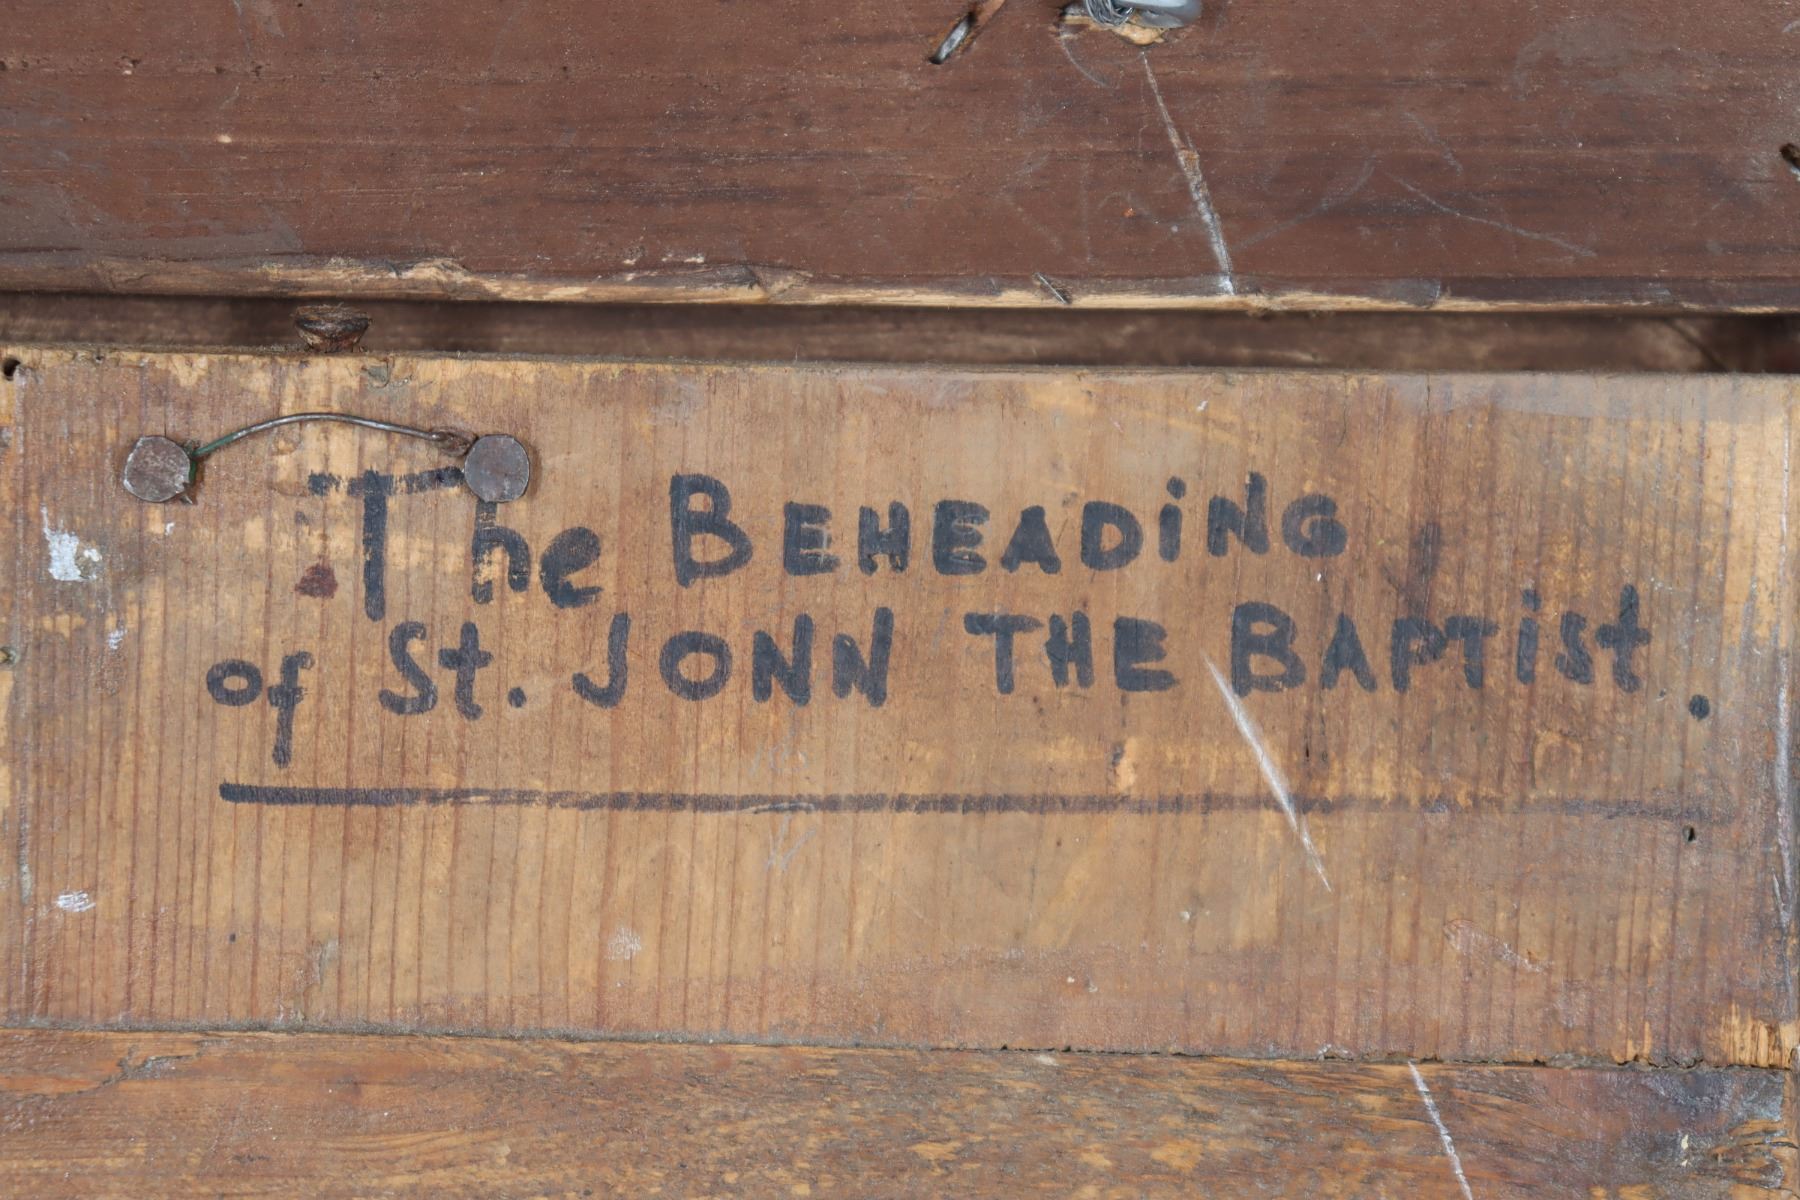 The BEHEADiNG
of St. JONN THE BAPTist.